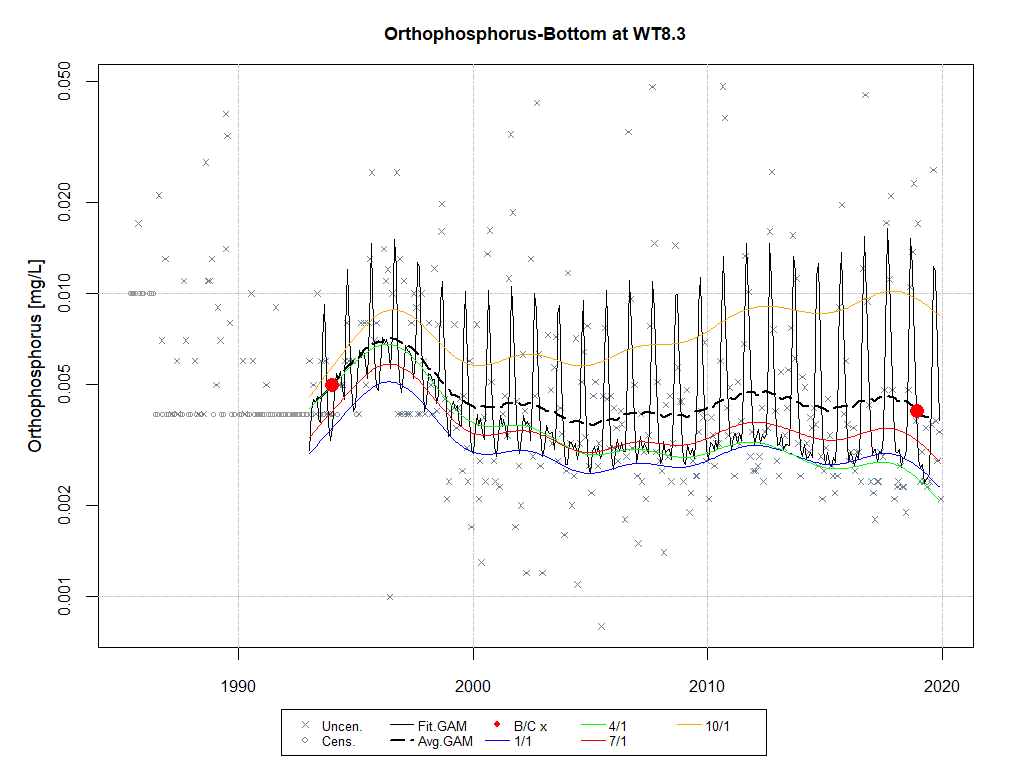 Orthophosphorus-Bottom at WT8.3
Orthophosphorus [mg/L]
0.050
0.020
0.010
0.005
0.002
0.001
1990 2000 2010 2020
Uncen. Fit.GAM B/C x 4/1 10/1
Cens. Avg.GAM 1/1 7/1